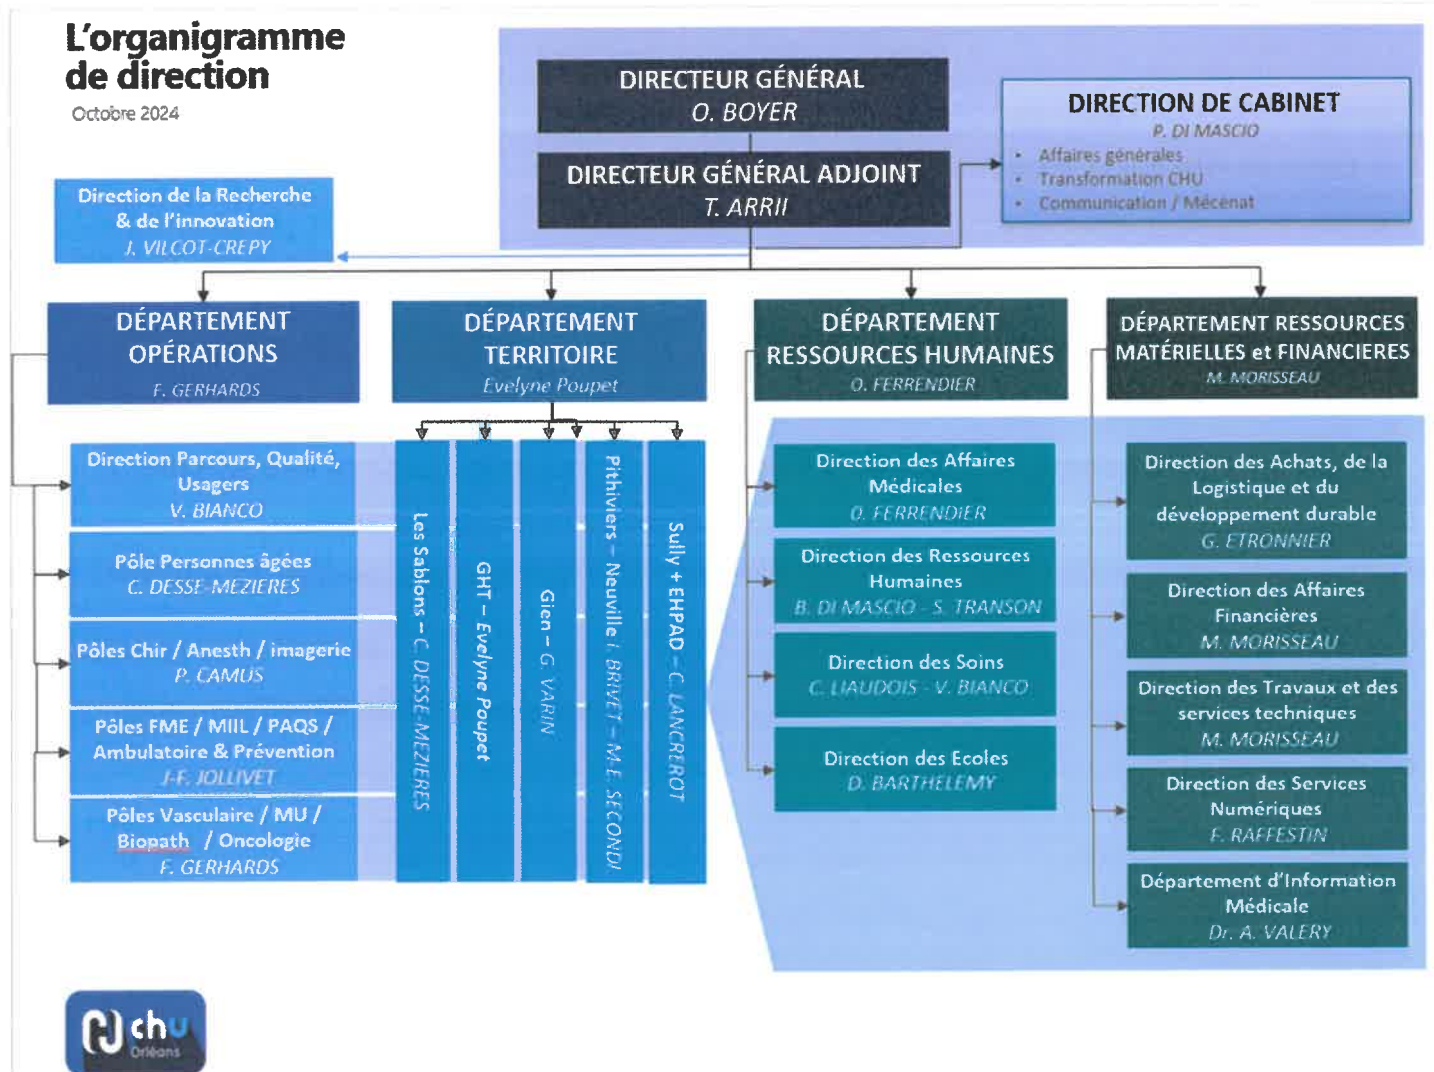 L'organigramme
de direction
Octobre 2024
DIRECTEUR GÉNÉRAL
O. BOYER
DIRECTEUR GÉNÉRAL ADJOINT
T. ARRII
DIRECTION DE CABINET
P. DI MASCIO
• Affaires générales
• Transformation CHU
• Communication / Mécénat
Direction de la Recherche
& de l'innovation
J. VILCOT-CREPY
DÉPARTEMENT
OPÉRATIONS
F. GERHARDS
DÉPARTEMENT
TERRITOIRE
Evelyne Poupet
DÉPARTEMENT
RESSOURCES HUMAINES
O. FERRENDIER
DÉPARTEMENT RESSOURCES
MATÉRIELLES et FINANCIERES
M. MORISSEAU
Direction Parcours, Qualité,
Usagers
V. BIANCO
Pôle Personnes âgées
C. DESSE-MEZIERES
Pôles Chir / Anesth / imagerie
P. CAMUS
Pôles FME / MIIL / PAQS /
Ambulatoire & Prévention
J-F. JOLLIVET
Pôles Vasculaire / MU /
Biopath / Oncologie
F. GERHARDS
Les Sablons – C. DESSE-MEZIERES
GHT – Evelyne Poupet
Gien – G. VARIN
Pithiviers – Neuville I. BRIVET – M-E. SECONDI
Sully + EHPAD – C. LANCREROT
Direction des Affaires
Médicales
O. FERRENDIER
Direction des Ressources
Humaines
B. DI MASCIO - S. TRANSON
Direction des Soins
C. LIAUDOIS - V. BIANCO
Direction des Ecoles
D. BARTHELEMY
Direction des Achats, de la
Logistique et du
développement durable
G. ETRONNIER
Direction des Affaires
Financières
M. MORISSEAU
Direction des Travaux et des
services techniques
M. MORISSEAU
Direction des Services
Numériques
F. RAFFESTIN
Département d'Information
Médicale
Dr. A. VALERY
chu
Orléans